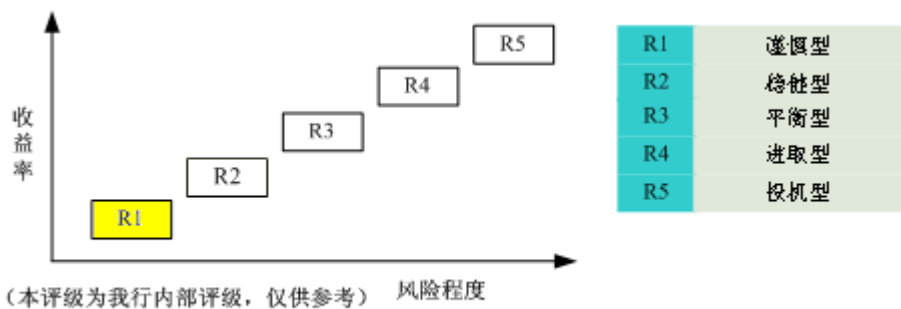 R5
R4
R3
R2
R1
收益率
风险程度
（本评级为我行内部评级，仅供参考）
R1 谨慎型
R2 稳健型
R3 平衡型
R4 进取型
R5 投机型